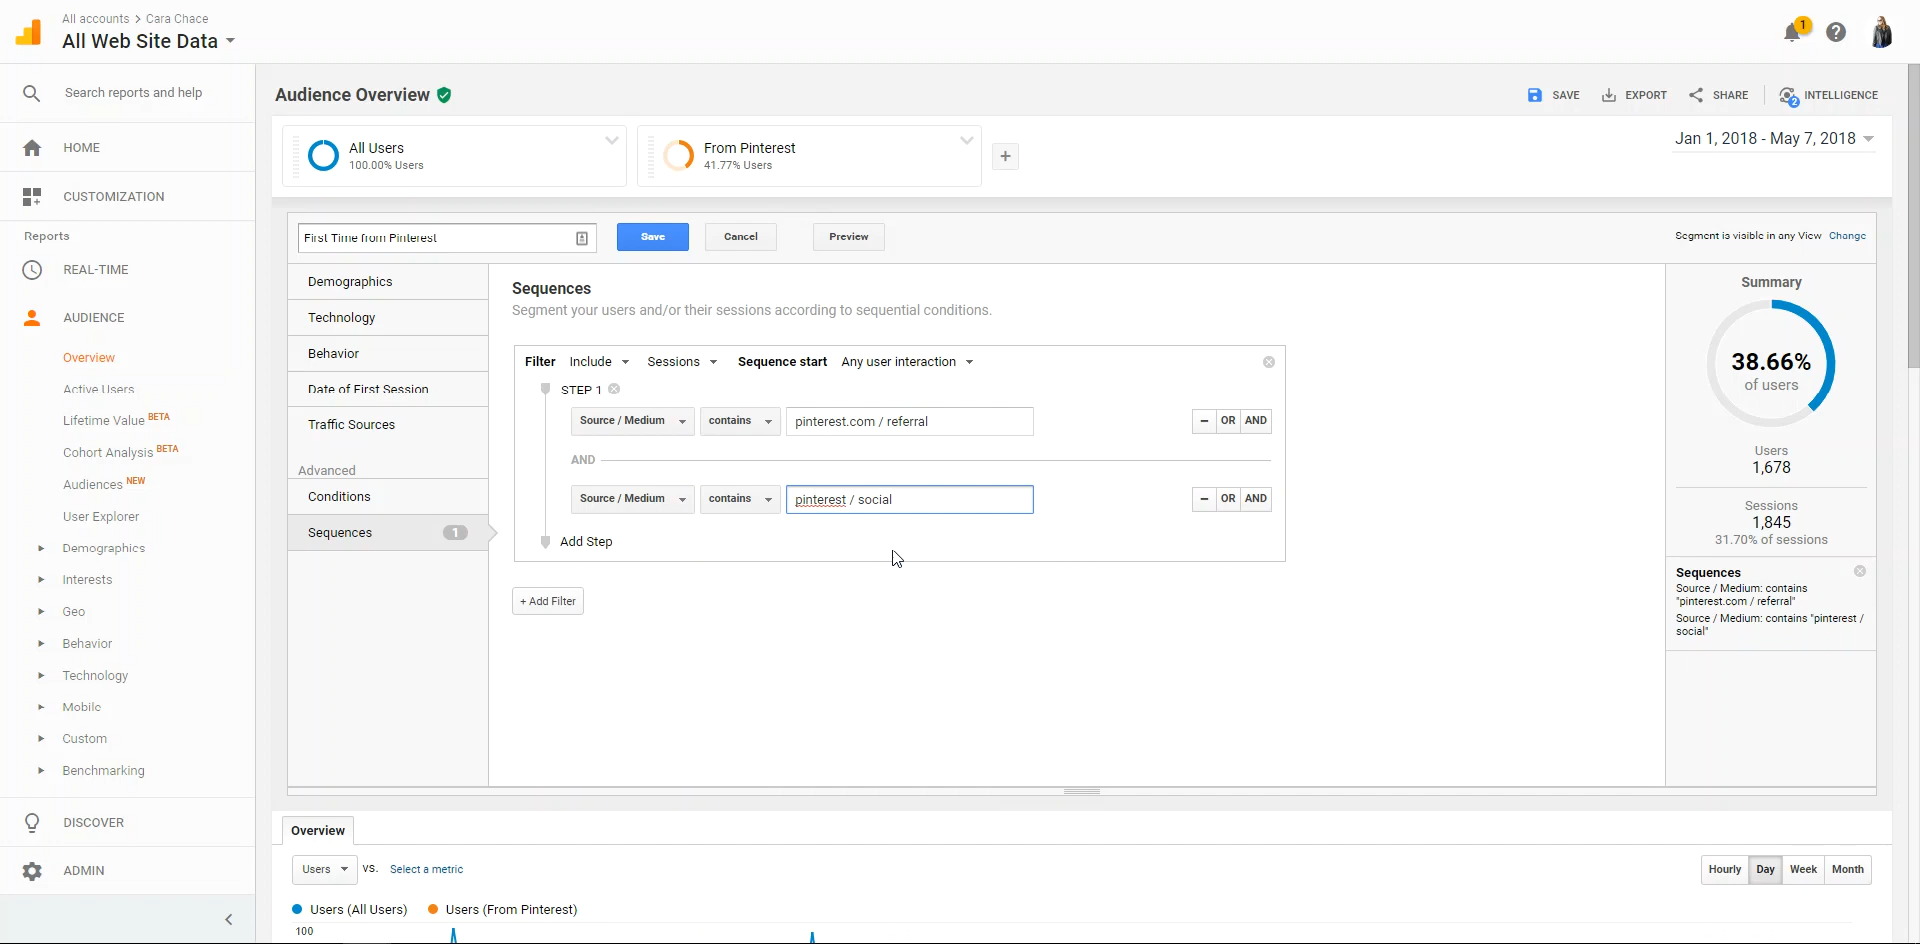 All accounts > Cara Chace
All Web Site Data
1
Search reports and help
HOME
CUSTOMIZATION
Reports
REAL-TIME
AUDIENCE
Overview
Active Users
Lifetime Value BETA
Cohort Analysis BETA
Audiences NEW
User Explorer
Demographics
Interests
Geo
Behavior
Technology
Mobile
Custom
Benchmarking
DISCOVER
ADMIN
Audience Overview
SAVE
EXPORT
SHARE
2
INTELLIGENCE
All Users
100.00% Users
From Pinterest
41.77% Users
+
Jan 1, 2018 - May 7, 2018
First Time from Pinterest
Save
Cancel
Preview
Segment is visible in any View Change
Demographics
Technology
Behavior
Date of First Session
Traffic Sources
Advanced
Conditions
Sequences 1
Sequences
Segment your users and/or their sessions according to sequential conditions.
Filter Include Sessions Sequence start Any user interaction
STEP 1
Source / Medium contains pinterest.com / referral − OR AND
AND
Source / Medium contains pinterest / social − OR AND
Add Step
+ Add Filter
Summary
38.66%
of users
Users
1,678
Sessions
1,845
31.70% of sessions
Sequences
Source / Medium: contains
"pinterest.com / referral"
Source / Medium: contains "pinterest /
social"
Overview
Users VS. Select a metric
Hourly Day Week Month
Users (All Users) Users (From Pinterest)
100